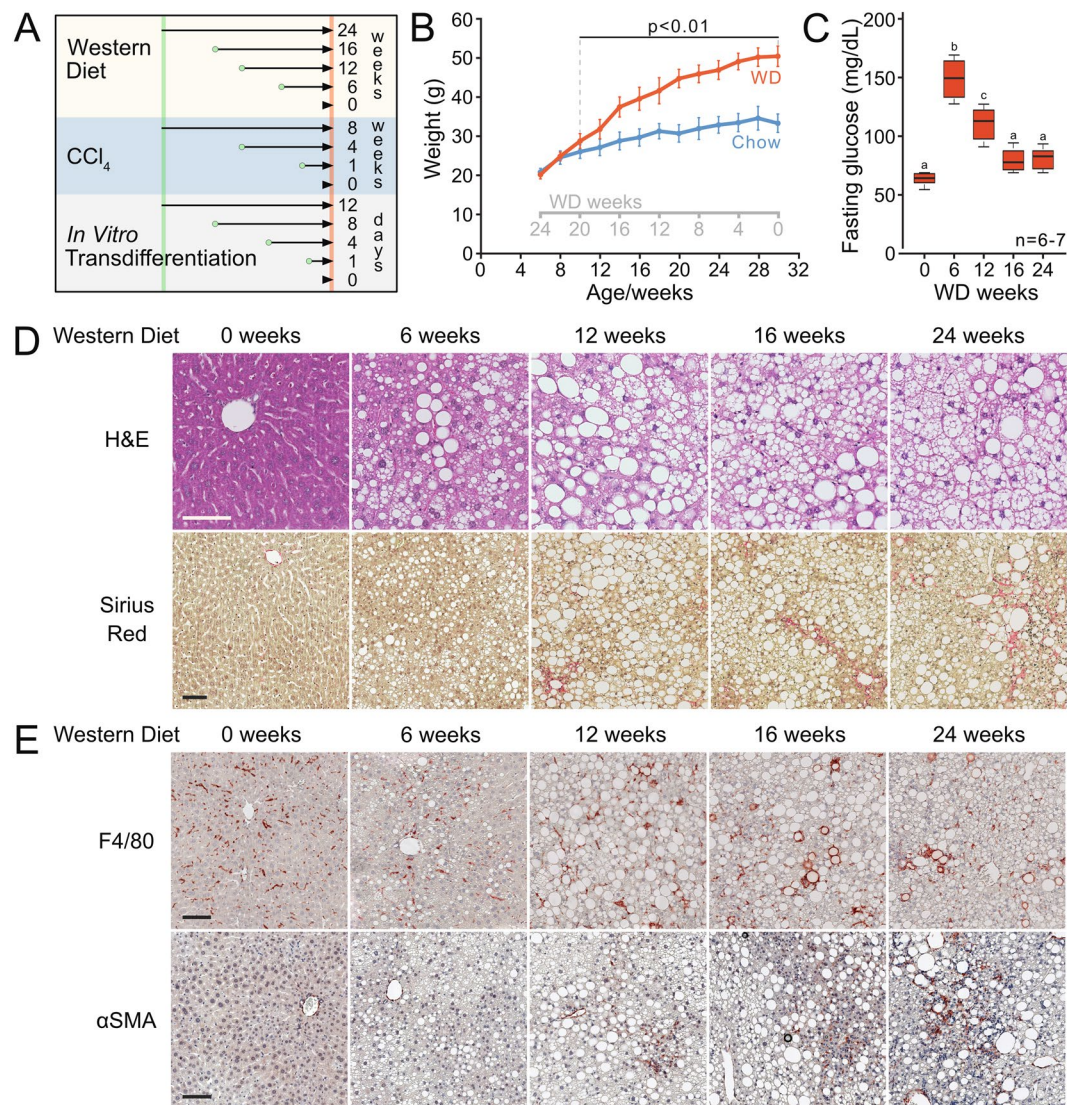 A
Western
Diet
24
16
12
6
0
weeks
CCl₄
8
4
1
0
weeks
In Vitro
Transdifferentiation
12
8
4
1
0
days
B
p<0.01
Weight (g)
60
50
40
30
20
10
0
WD
Chow
WD weeks
24 20 16 12 8 4 0
0 4 8 12 16 20 24 28 32
Age/weeks
C
Fasting glucose (mg/dL)
200
150
100
50
0
a
b
c
a
a
n=6-7
0 6 12 16 24
WD weeks
D
Western Diet 0 weeks 6 weeks 12 weeks 16 weeks 24 weeks
H&E
Sirius
Red
E
Western Diet 0 weeks 6 weeks 12 weeks 16 weeks 24 weeks
F4/80
αSMA